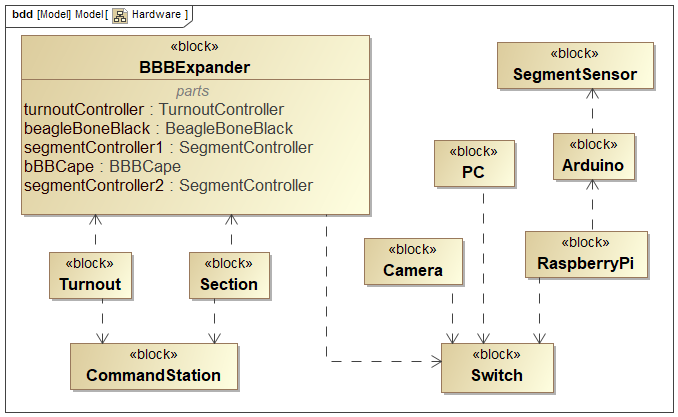 bdd [Model] Model [ Hardware ]
«block»
BBBExpander
parts
turnoutController : TurnoutController
beagleBoneBlack : BeagleBoneBlack
segmentController1 : SegmentController
bBBCape : BBBCape
segmentController2 : SegmentController
«block»
SegmentSensor
«block»
PC
«block»
Arduino
«block»
Turnout
«block»
Section
«block»
Camera
«block»
RaspberryPi
«block»
CommandStation
«block»
Switch